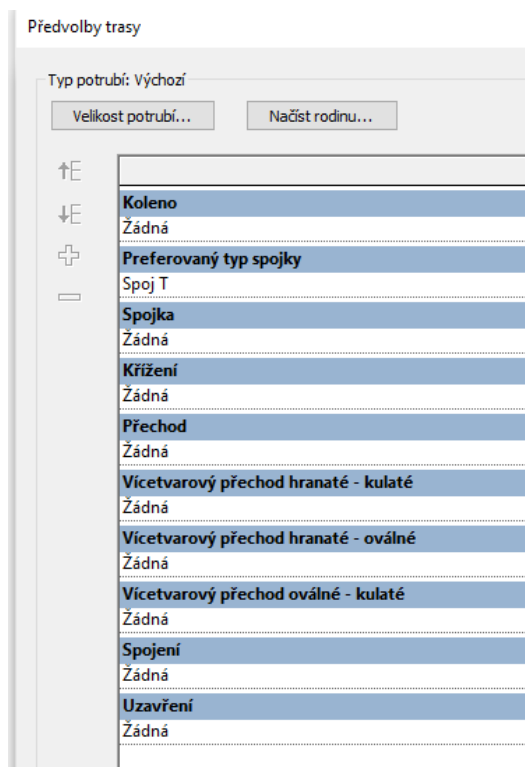 Předvolby trasy
Typ potrubí: Výchozí
Velikost potrubí... Načíst rodinu...
Koleno
Žádná
Preferovaný typ spojky
Spoj T
Spojka
Žádná
Křížení
Žádná
Přechod
Žádná
Vícetvarový přechod hranaté - kulaté
Žádná
Vícetvarový přechod hranaté - oválné
Žádná
Vícetvarový přechod oválné - kulaté
Žádná
Spojení
Žádná
Uzavření
Žádná